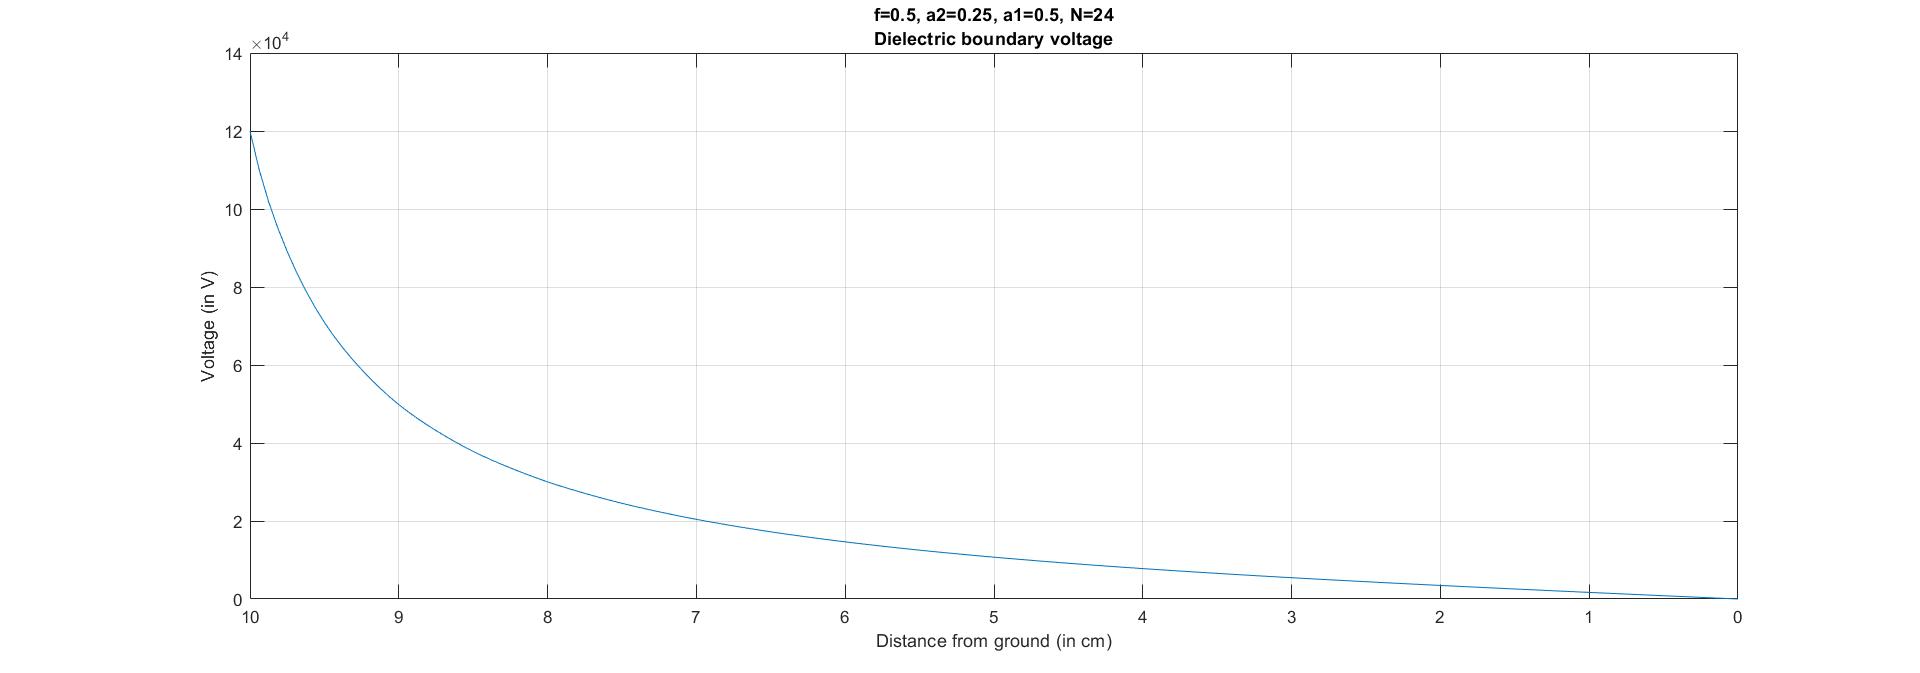 f=0.5, a2=0.25, a1=0.5, N=24
Dielectric boundary voltage
×10^4
14
12
10
8
6
4
2
0
Voltage (in V)
10 9 8 7 6 5 4 3 2 1 0
Distance from ground (in cm)